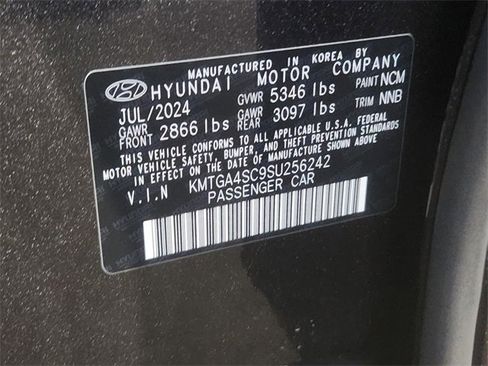 MANUFACTURED IN KOREA BY
HYUNDAI MOTOR COMPANY
JUL/2024 GVWR 5346 lbs PAINT NCM
GAWR FRONT 2866 lbs GAWR REAR 3097 lbs TRIM NNB
THIS VEHICLE CONFORMS TO ALL APPLICABLE U.S.A. FEDERAL
MOTOR VEHICLE SAFETY, BUMPER, AND THEFT PREVENTION STANDARDS
IN EFFECT ON THE DATE OF MANUFACTURE SHOWN ABOVE.
V.I.N KMTGA4SC9SU256242
PASSENGER CAR